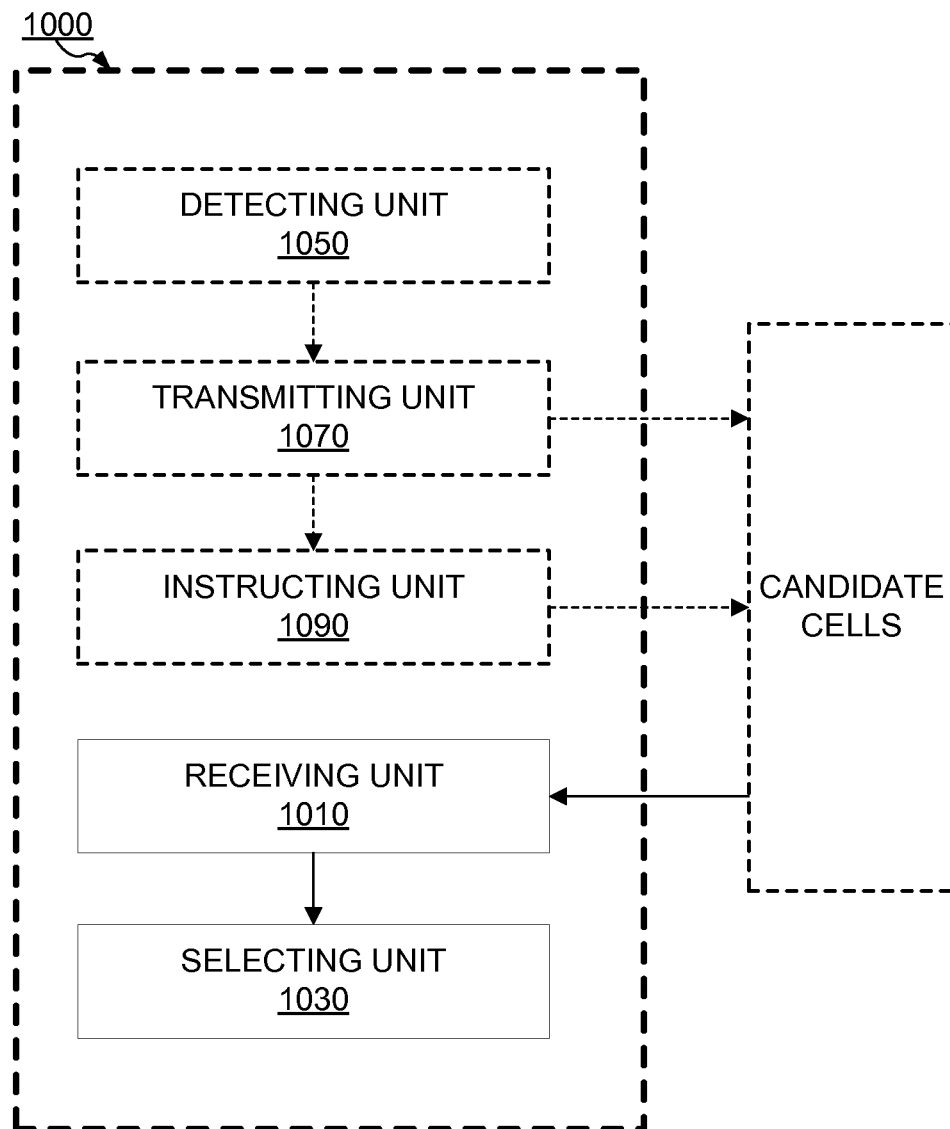 1000
DETECTING UNIT
1050
TRANSMITTING UNIT
1070
INSTRUCTING UNIT
1090
CANDIDATE
CELLS
RECEIVING UNIT
1010
SELECTING UNIT
1030